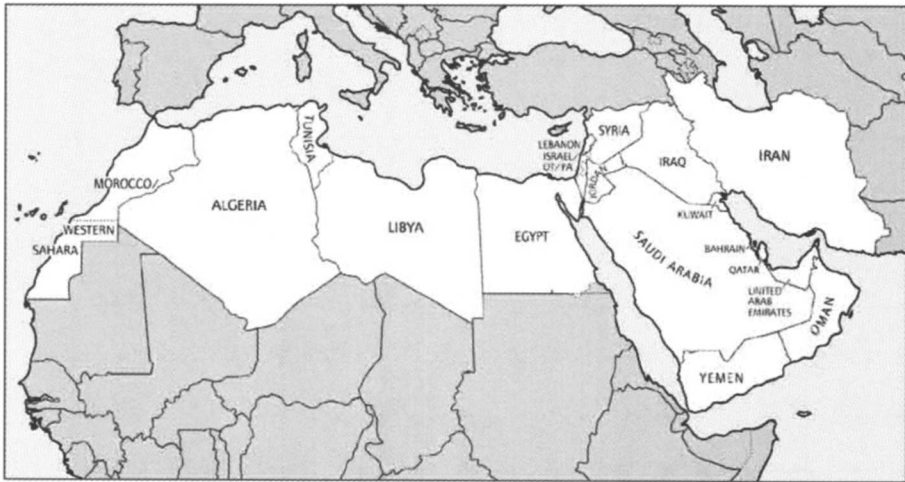 TUNISIA
SYRIA
LEBANON
ISRAEL/
OT/PA
JORDAN
IRAQ
IRAN
MOROCCO/
ALGERIA
LIBYA
EGYPT
KUWAIT
WESTERN
SAHARA
SAUDI ARABIA
BAHRAIN
QATAR
UNITED
ARAB
EMIRATES
OMAN
YEMEN